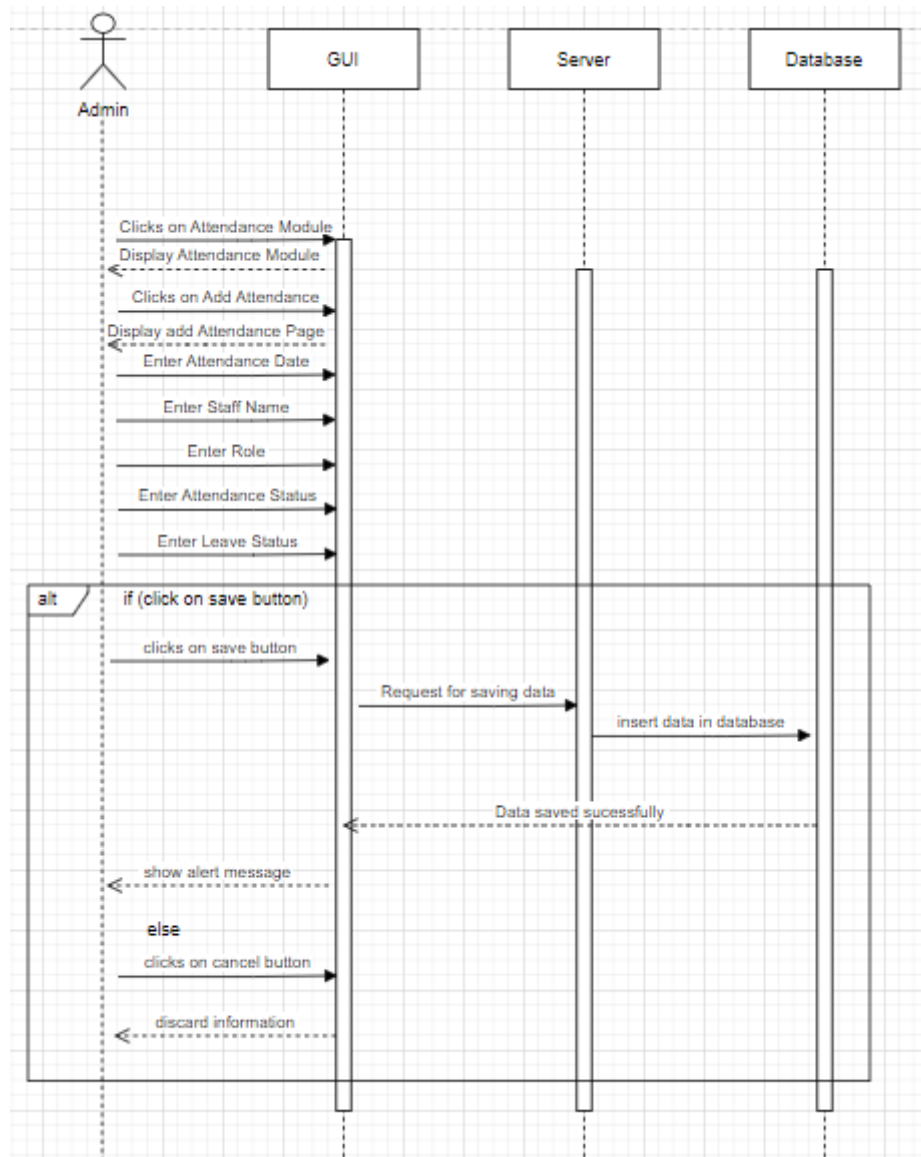 GUI
Server
Database
Admin
Clicks on Attendance Module
Display Attendance Module
Clicks on Add Attendance
Display add Attendance Page
Enter Attendance Date
Enter Staff Name
Enter Role
Enter Attendance Status
Enter Leave Status
alt
if (click on save button)
clicks on save button
Request for saving data
insert data in database
Data saved sucessfully
show alert message
else
clicks on cancel button
discard information